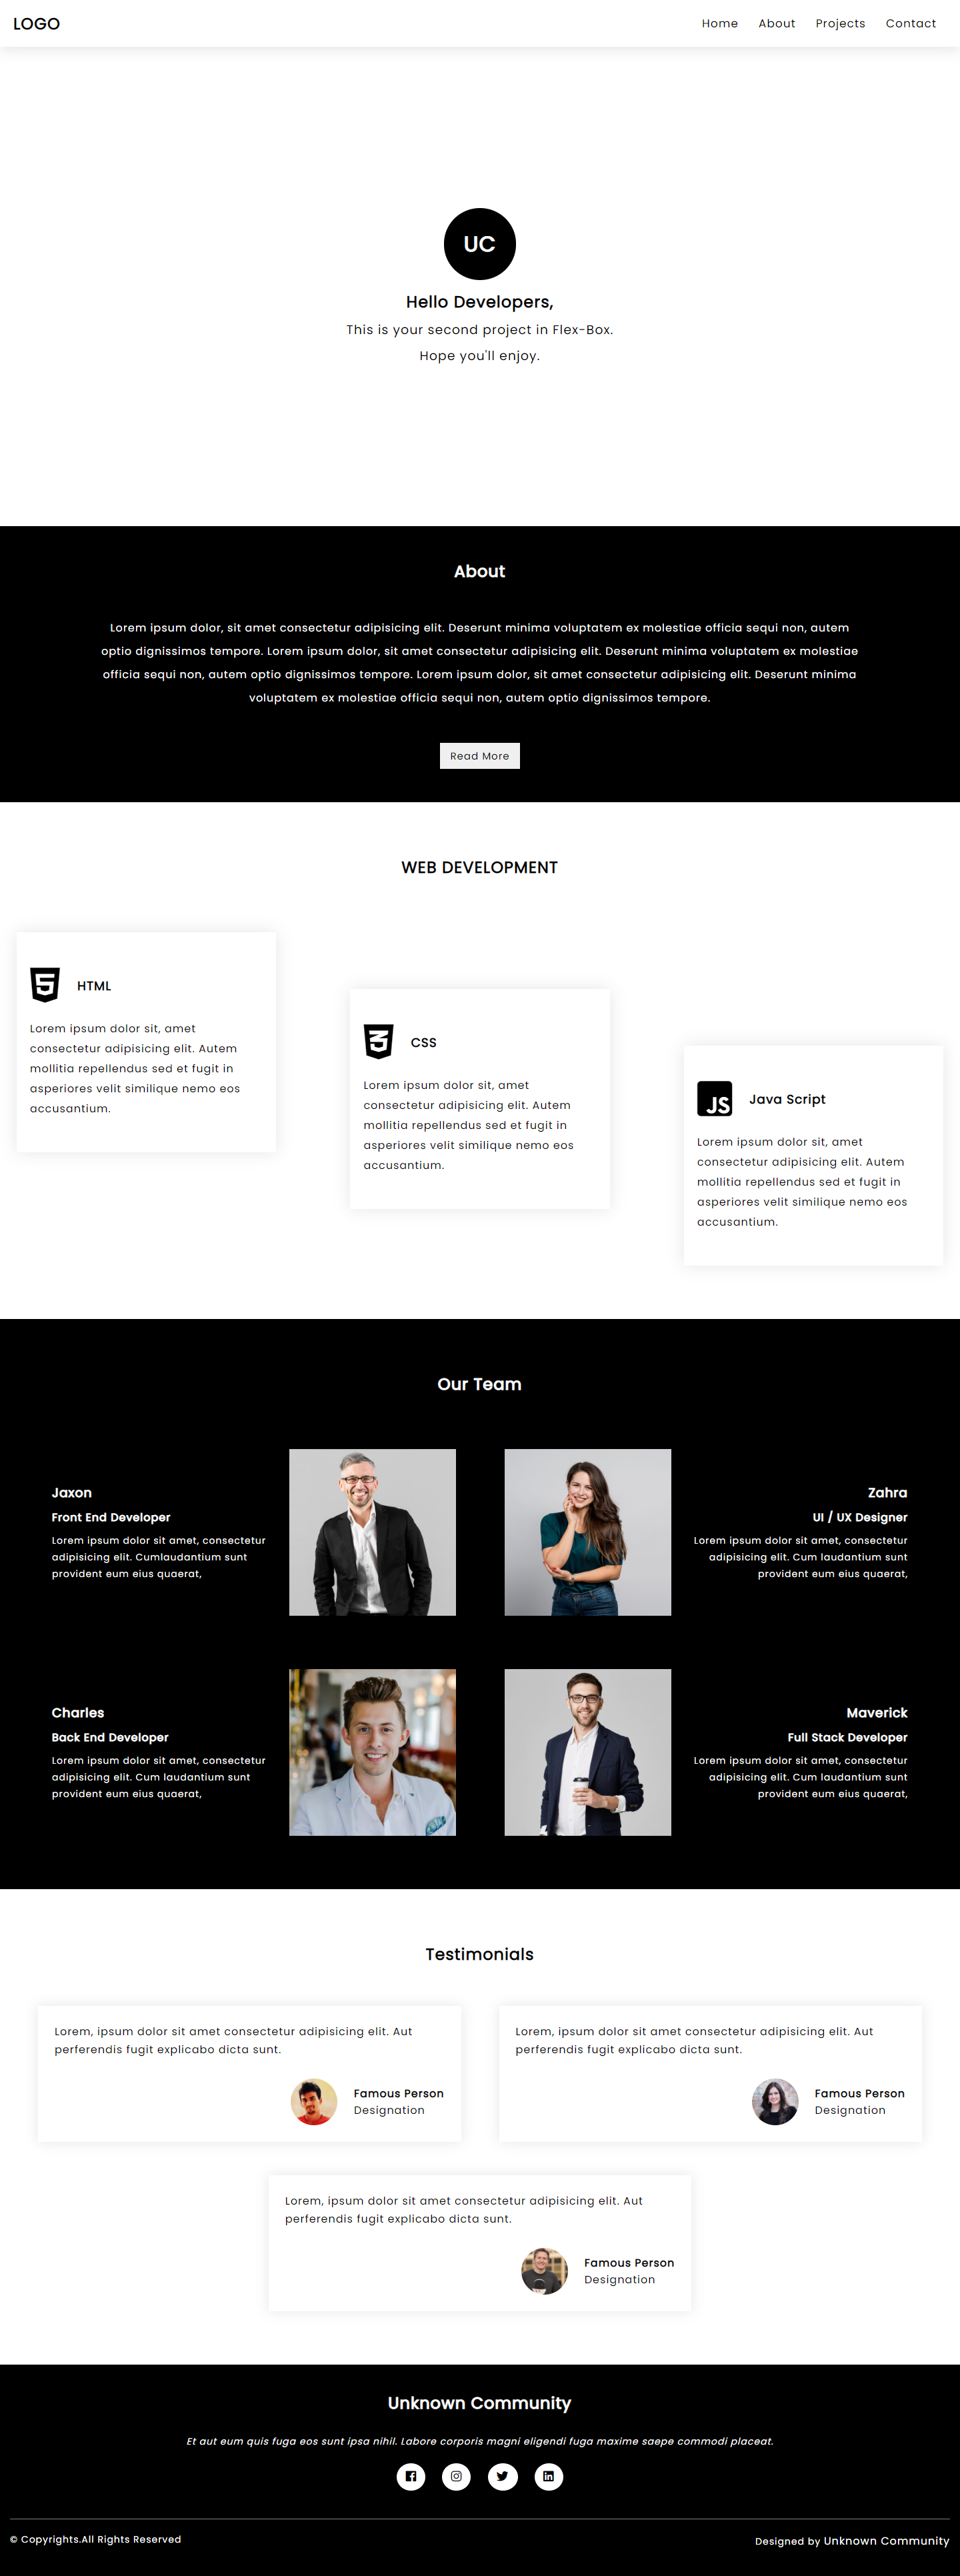 LOGO
Home About Projects Contact
UC
Hello Developers,
This is your second project in Flex-Box.
Hope you'll enjoy.
About
Lorem ipsum dolor, sit amet consectetur adipisicing elit. Deserunt minima voluptatem ex molestiae officia sequi non, autem
optio dignissimos tempore. Lorem ipsum dolor, sit amet consectetur adipisicing elit. Deserunt minima voluptatem ex molestiae
officia sequi non, autem optio dignissimos tempore. Lorem ipsum dolor, sit amet consectetur adipisicing elit. Deserunt minima
voluptatem ex molestiae officia sequi non, autem optio dignissimos tempore.
Read More
WEB DEVELOPMENT
5 HTML
Lorem ipsum dolor sit, amet
consectetur adipisicing elit. Autem
mollitia repellendus sed et fugit in
asperiores velit similique nemo eos
accusantium.
3 CSS
Lorem ipsum dolor sit, amet
consectetur adipisicing elit. Autem
mollitia repellendus sed et fugit in
asperiores velit similique nemo eos
accusantium.
JS Java Script
Lorem ipsum dolor sit, amet
consectetur adipisicing elit. Autem
mollitia repellendus sed et fugit in
asperiores velit similique nemo eos
accusantium.
Our Team
Jaxon
Front End Developer
Lorem ipsum dolor sit amet, consectetur
adipisicing elit. Cumlaudantium sunt
provident eum eius quaerat,
Zahra
UI / UX Designer
Lorem ipsum dolor sit amet, consectetur
adipisicing elit. Cum laudantium sunt
provident eum eius quaerat,
Charles
Back End Developer
Lorem ipsum dolor sit amet, consectetur
adipisicing elit. Cum laudantium sunt
provident eum eius quaerat,
Maverick
Full Stack Developer
Lorem ipsum dolor sit amet, consectetur
adipisicing elit. Cum laudantium sunt
provident eum eius quaerat,
Testimonials
Lorem, ipsum dolor sit amet consectetur adipisicing elit. Aut
perferendis fugit explicabo dicta sunt.
Famous Person
Designation
Lorem, ipsum dolor sit amet consectetur adipisicing elit. Aut
perferendis fugit explicabo dicta sunt.
Famous Person
Designation
Lorem, ipsum dolor sit amet consectetur adipisicing elit. Aut
perferendis fugit explicabo dicta sunt.
Famous Person
Designation
Unknown Community
Et aut eum quis fuga eos sunt ipsa nihil. Labore corporis magni eligendi fuga maxime saepe commodi placeat.
© Copyrights.All Rights Reserved
Designed by Unknown Community